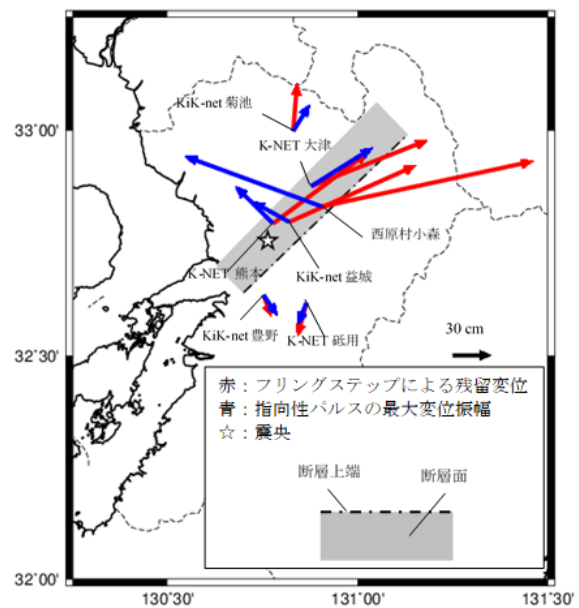 KiK-net 菊池
33°00'
K-NET 大津
西原村小森
K-NET 熊本
KiK-net 益城
KiK-net 豊野
K-NET 砥用
30 cm
32°30'
赤：フリングステップによる残留変位
青：指向性パルスの最大変位振幅
☆：震央
断層上端
断層面
32°00'
130°30'
131°00'
131°30'